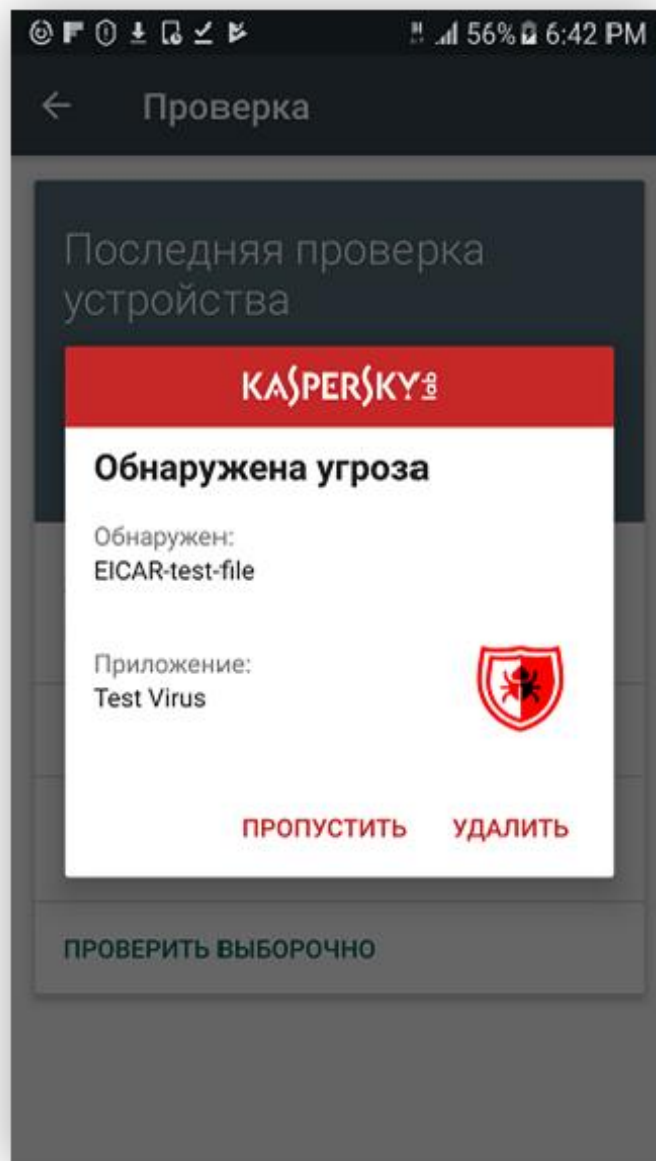 56% 6:42 PM
Проверка
Последняя проверка
устройства
KASPERSKY lab
Обнаружена угроза
Обнаружен:
EICAR-test-file
Приложение:
Test Virus
ПРОПУСТИТЬ УДАЛИТЬ
ПРОВЕРИТЬ ВЫБОРОЧНО